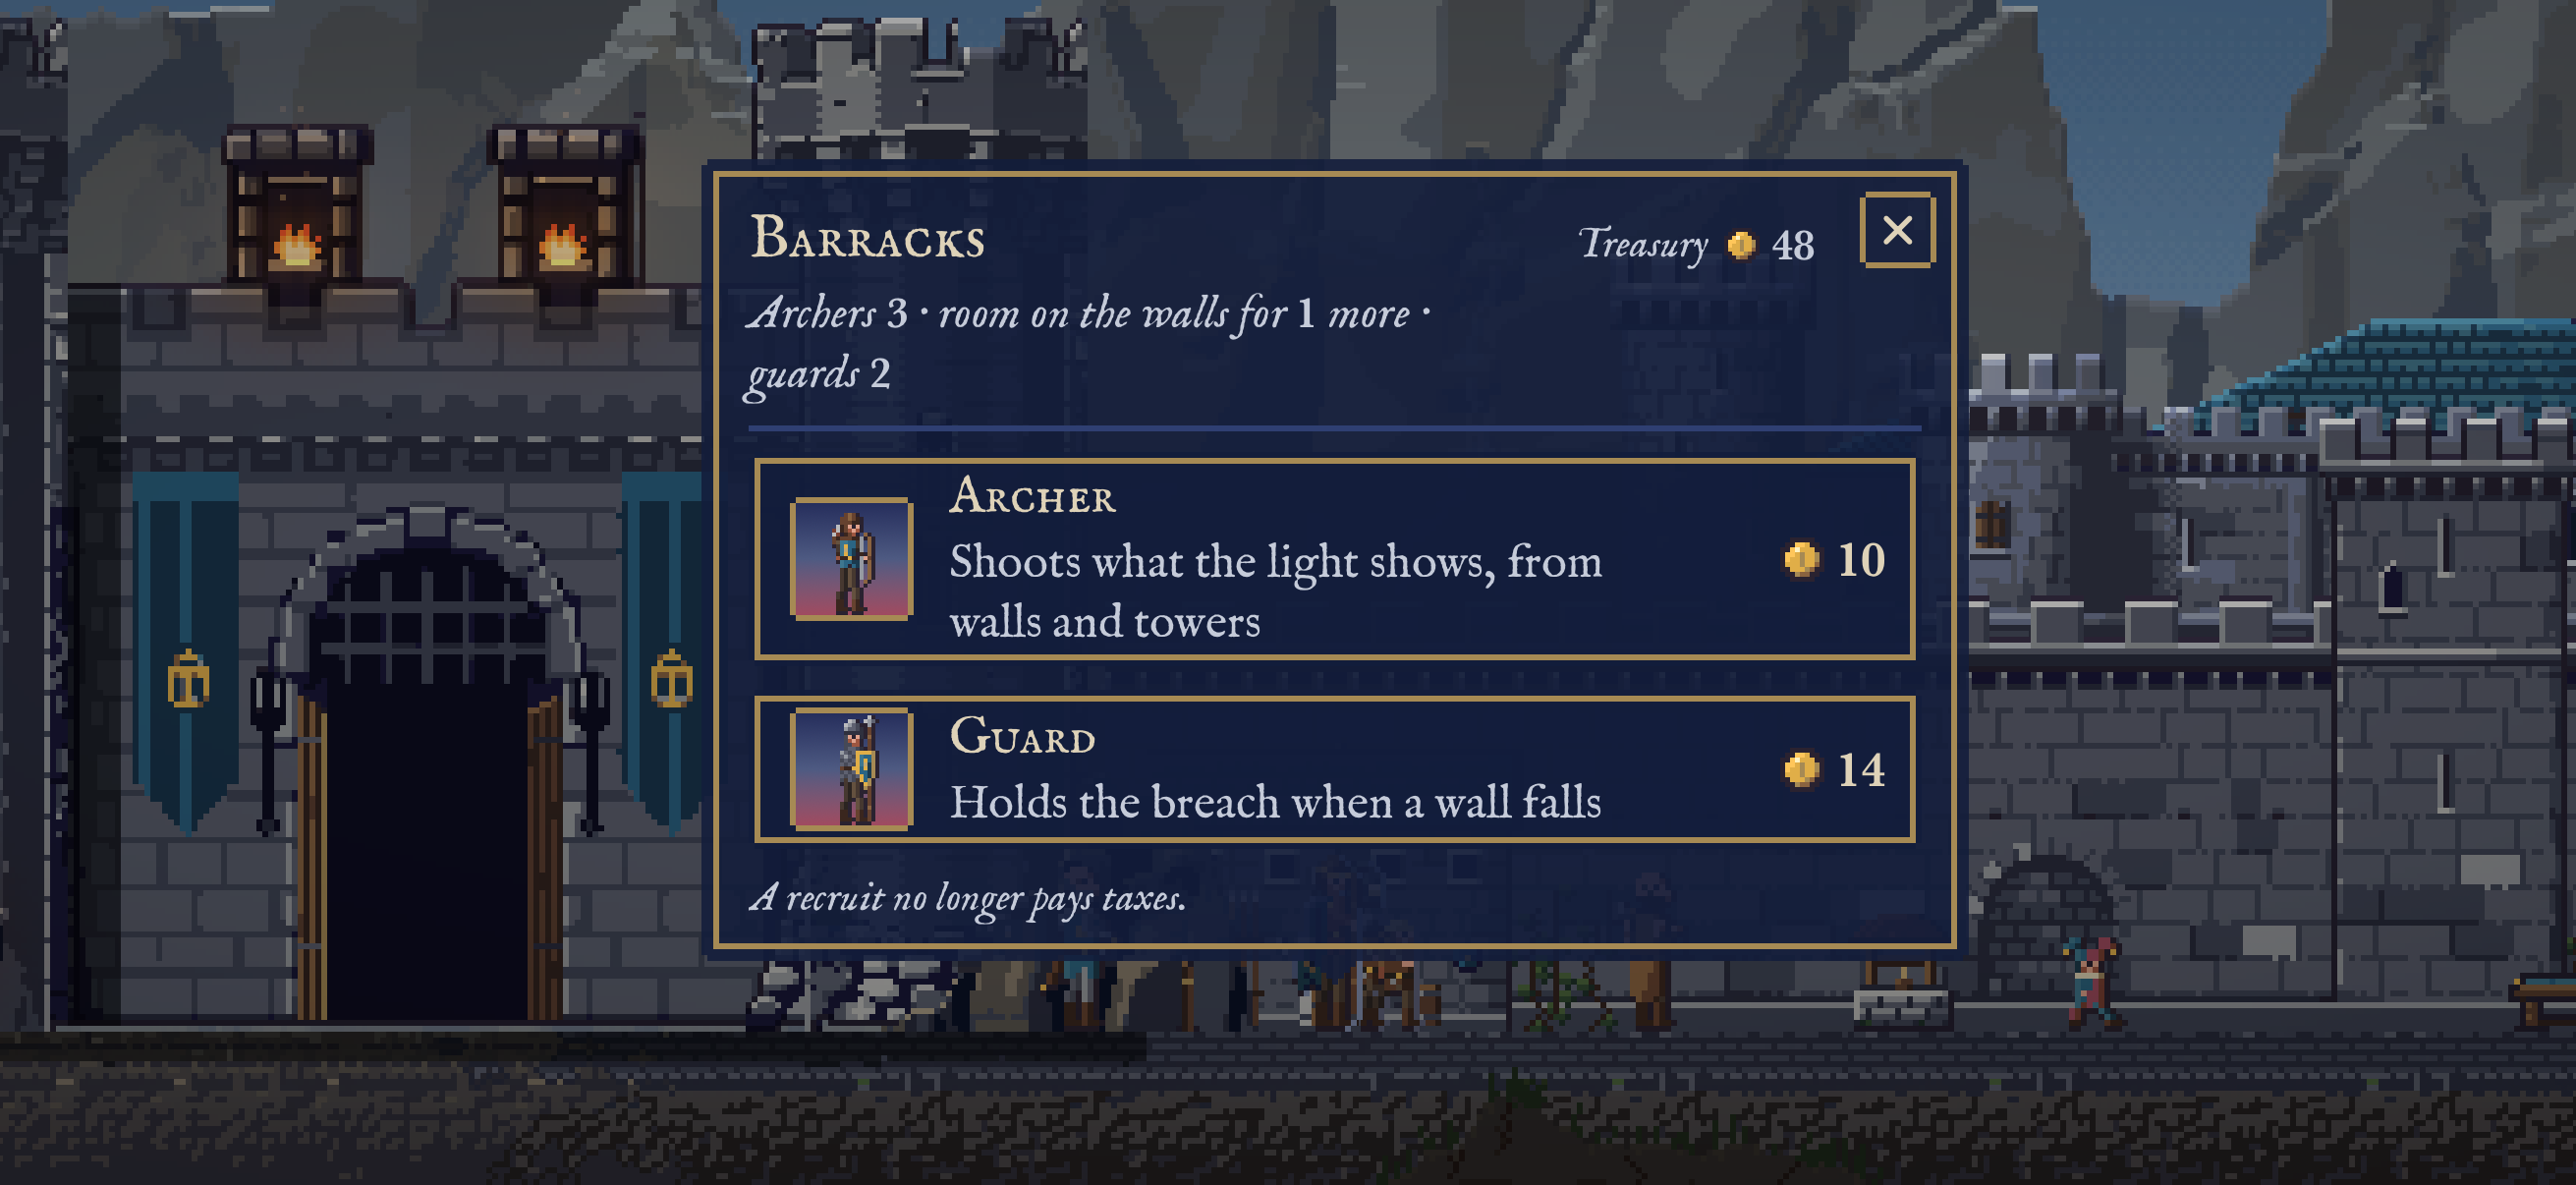 Barracks
Treasury 48
Archers 3 · room on the walls for 1 more ·
guards 2
Archer
Shoots what the light shows, from
walls and towers
10
Guard
Holds the breach when a wall falls
14
A recruit no longer pays taxes.